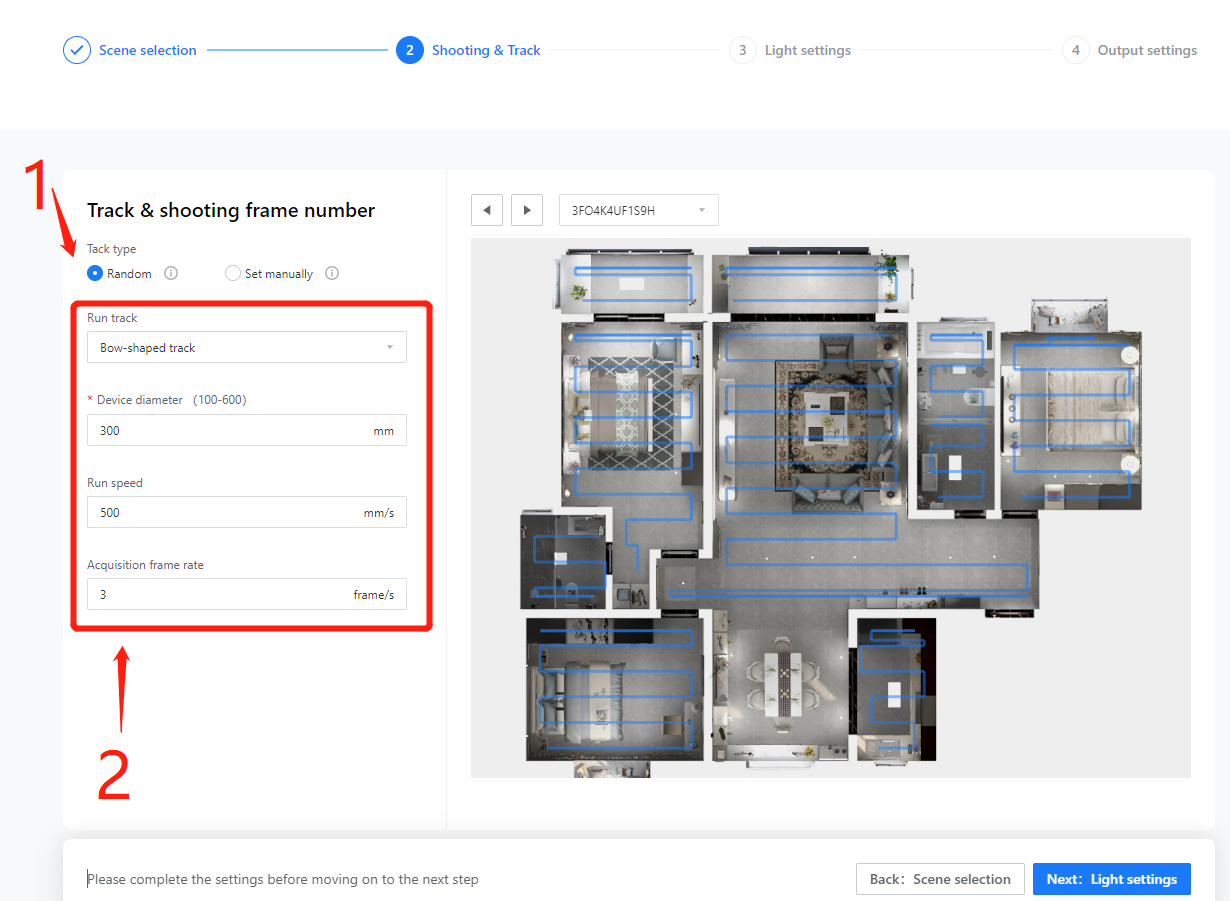 Scene selection
2 Shooting & Track
3 Light settings
4 Output settings
1
Track & shooting frame number
Tack type
Random
Set manually
Run track
Bow-shaped track
* Device diameter (100-600)
300 mm
Run speed
500 mm/s
Acquisition frame rate
3 frame/s
2
3FO4K4UF1S9H
Please complete the settings before moving on to the next step
Back: Scene selection
Next: Light settings